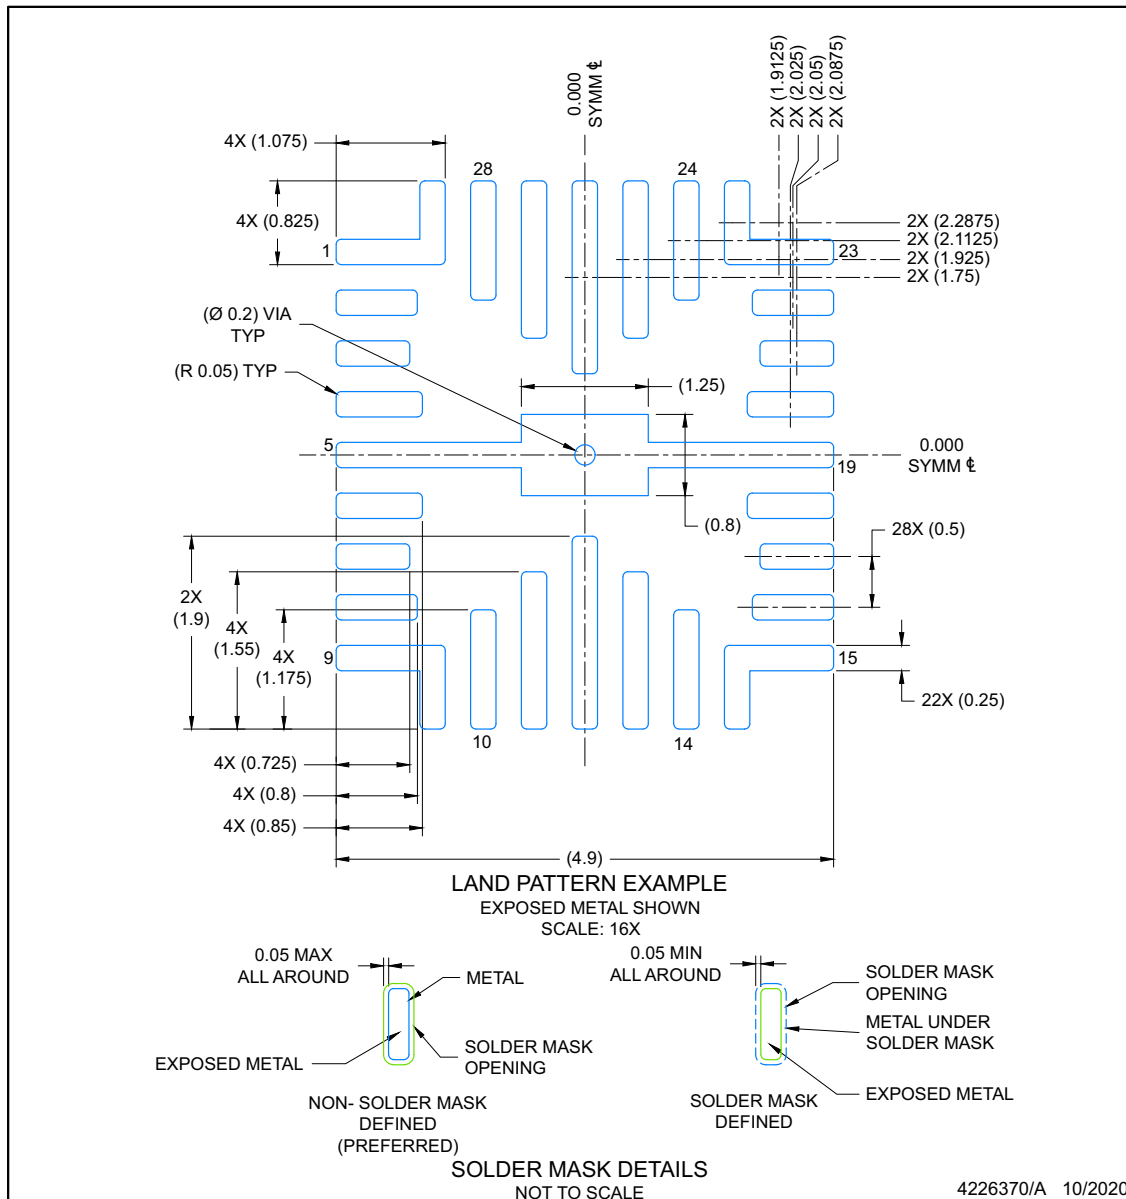 0.000
SYMM ℄
2X (1.9125)
2X (2.025)
2X (2.05)
2X (2.0875)
4X (1.075)
28
24
4X (0.825)
1
23
2X (2.2875)
2X (2.1125)
2X (1.925)
2X (1.75)
(Ø 0.2) VIA
TYP
(R 0.05) TYP
(1.25)
5
19
0.000
SYMM ℄
(0.8)
28X (0.5)
2X
(1.9)
4X
(1.55)
4X
(1.175)
9
15
22X (0.25)
10
14
4X (0.725)
4X (0.8)
4X (0.85)
(4.9)
LAND PATTERN EXAMPLE
EXPOSED METAL SHOWN
SCALE: 16X
0.05 MAX
ALL AROUND
METAL
EXPOSED METAL
SOLDER MASK
OPENING
NON- SOLDER MASK
DEFINED
(PREFERRED)
0.05 MIN
ALL AROUND
SOLDER MASK
OPENING
METAL UNDER
SOLDER MASK
EXPOSED METAL
SOLDER MASK
DEFINED
SOLDER MASK DETAILS
NOT TO SCALE
4226370/A 10/2020